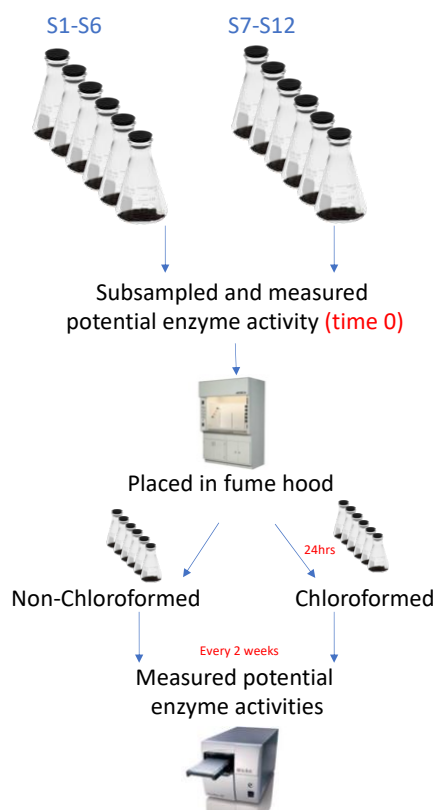 S1-S6
S7-S12
Subsampled and measured
potential enzyme activity (time 0)
Placed in fume hood
24hrs
Non-Chloroformed
Chloroformed
Every 2 weeks
Measured potential
enzyme activities